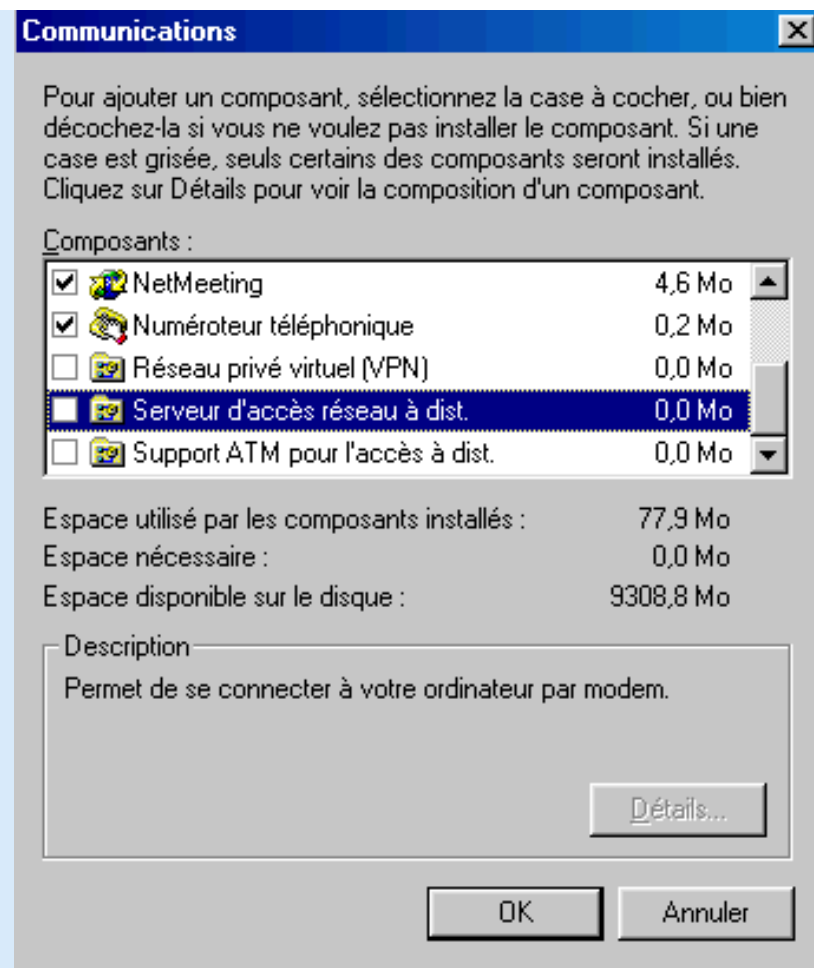 Communications
Pour ajouter un composant, sélectionnez la case à cocher, ou bien
décochez-la si vous ne voulez pas installer le composant. Si une
case est grisée, seuls certains des composants seront installés.
Cliquez sur Détails pour voir la composition d'un composant.
Composants :
NetMeeting 4,6 Mo
Numéroteur téléphonique 0,2 Mo
Réseau privé virtuel (VPN) 0,0 Mo
Serveur d'accès réseau à dist. 0,0 Mo
Support ATM pour l'accès à dist. 0,0 Mo
Espace utilisé par les composants installés : 77,9 Mo
Espace nécessaire : 0,0 Mo
Espace disponible sur le disque : 9308,8 Mo
Description
Permet de se connecter à votre ordinateur par modem.
Détails...
OK Annuler